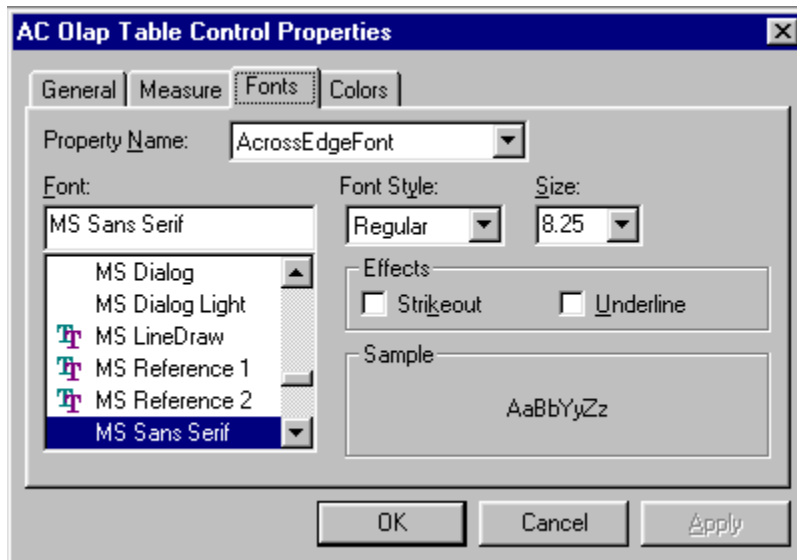 AC Olap Table Control Properties
General Measure Fonts Colors
Property Name: AcrossEdgeFont
Font: Font Style: Size:
MS Sans Serif Regular 8.25
MS Dialog
MS Dialog Light
MS LineDraw
MS Reference 1
MS Reference 2
MS Sans Serif
Effects
Strikeout Underline
Sample
AaBbYyZz
OK Cancel Apply